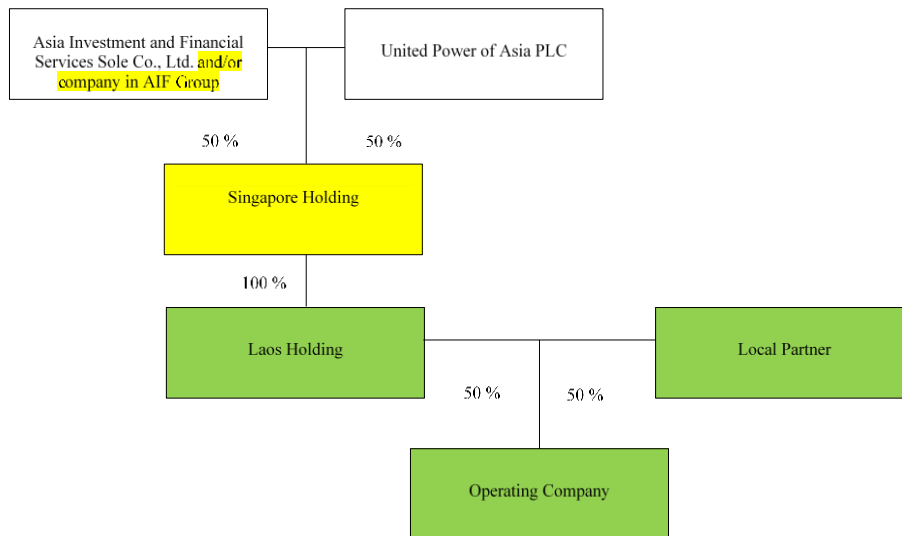 Asia Investment and Financial
Services Sole Co., Ltd. and/or
company in AIF Group
United Power of Asia PLC
50 %
50 %
Singapore Holding
100 %
Laos Holding
Local Partner
50 %
50 %
Operating Company